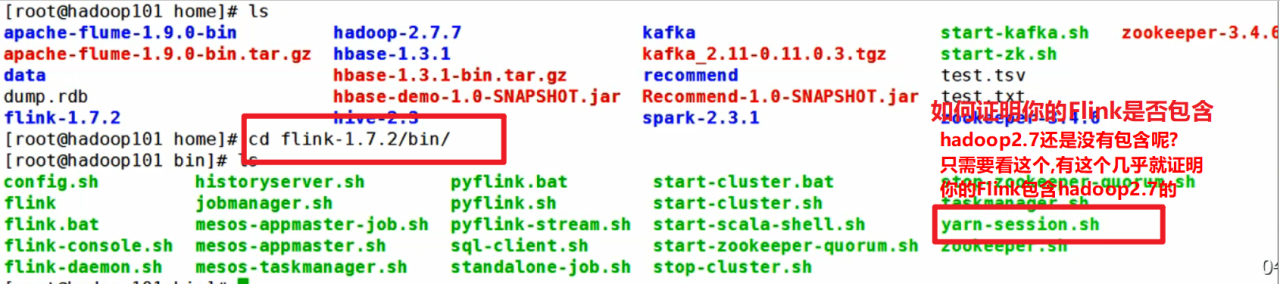 [root@hadoop101 home]# ls
apache-flume-1.9.0-bin hadoop-2.7.7 kafka start-kafka.sh zookeeper-3.4.6
apache-flume-1.9.0-bin.tar.gz hbase-1.3.1 kafka_2.11-0.11.0.3.tgz start-zk.sh
data hbase-1.3.1-bin.tar.gz recommend test.tsv
dump.rdb hbase-demo-1.0-SNAPSHOT.jar Recommend-1.0-SNAPSHOT.jar test.txt
flink-1.7.2 hive-2.3 spark-2.3.1 zookeeper-3.4.6
如何证明你的Flink是否包含
hadoop2.7还是没有包含呢?
只需要看这个,有这个几乎就证明
你的Flink包含hadoop2.7的
[root@hadoop101 home]# cd flink-1.7.2/bin/
[root@hadoop101 bin]# ls
config.sh historyserver.sh pyflink.bat start-cluster.bat stop-zookeeper-quorum.sh
flink jobmanager.sh pyflink.sh start-cluster.sh taskmanager.sh
flink.bat mesos-appmaster-job.sh pyflink-stream.sh start-scala-shell.sh yarn-session.sh
flink-console.sh mesos-appmaster.sh sql-client.sh start-zookeeper-quorum.sh zookeeper.sh
flink-daemon.sh mesos-taskmanager.sh standalone-job.sh stop-cluster.sh
[root@hadoop101 bin]#